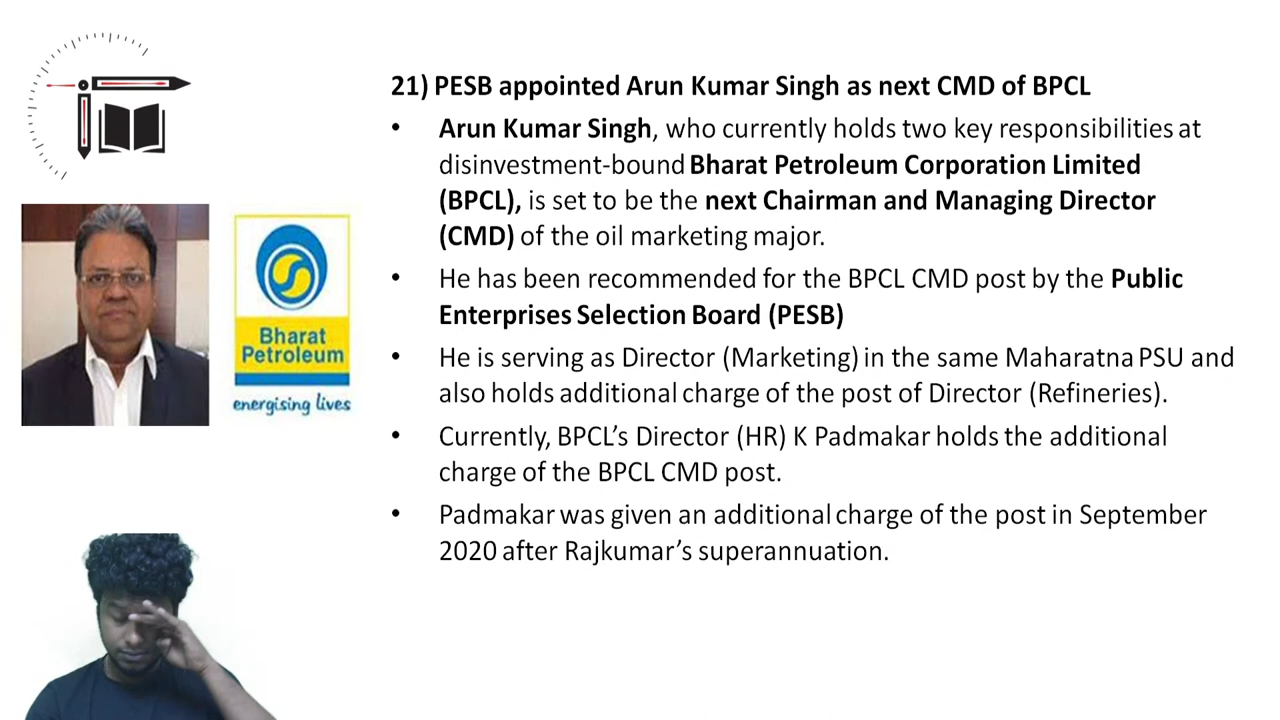 21) PESB appointed Arun Kumar Singh as next CMD of BPCL
• Arun Kumar Singh, who currently holds two key responsibilities at
disinvestment-bound Bharat Petroleum Corporation Limited
(BPCL), is set to be the next Chairman and Managing Director
(CMD) of the oil marketing major.
• He has been recommended for the BPCL CMD post by the Public
Enterprises Selection Board (PESB)
• He is serving as Director (Marketing) in the same Maharatna PSU and
also holds additional charge of the post of Director (Refineries).
• Currently, BPCL’s Director (HR) K Padmakar holds the additional
charge of the BPCL CMD post.
• Padmakar was given an additional charge of the post in September
2020 after Rajkumar’s superannuation.
Bharat
Petroleum
energising lives